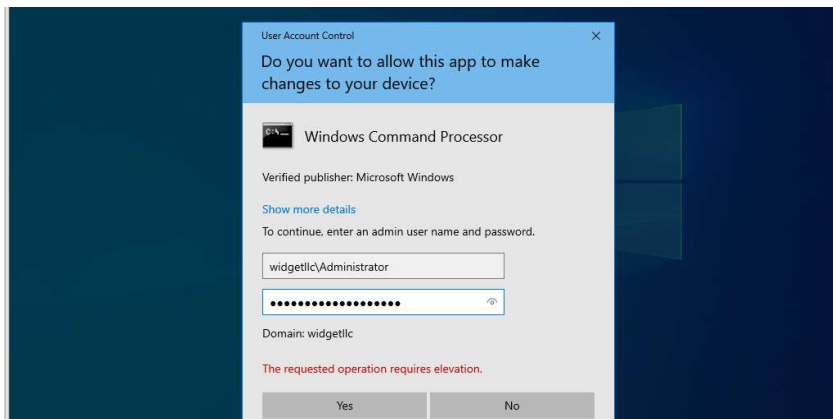 User Account Control
Do you want to allow this app to make
changes to your device?
C:\_
Windows Command Processor
Verified publisher: Microsoft Windows
Show more details
To continue, enter an admin user name and password.
widgetllc\Administrator
●●●●●●●●●●●●●●●●●●●
Domain: widgetllc
The requested operation requires elevation.
Yes No